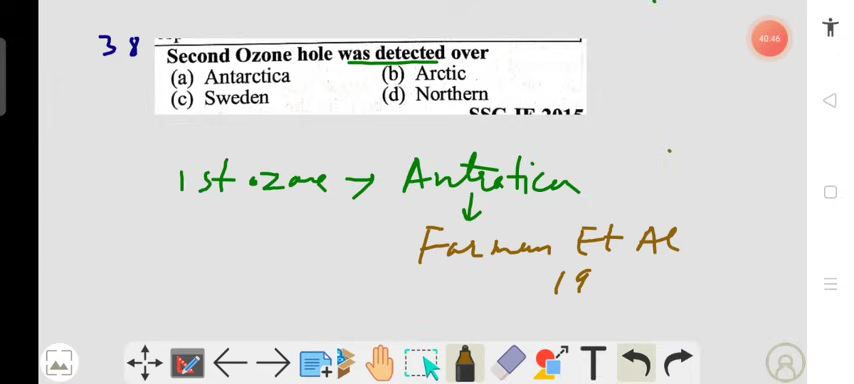 40:46
38
Second Ozone hole was detected over
(a) Antarctica (b) Arctic
(c) Sweden (d) Northern
SSC JE 2015
1st ozone → Antratica
↓
Farman Et Al
19
T